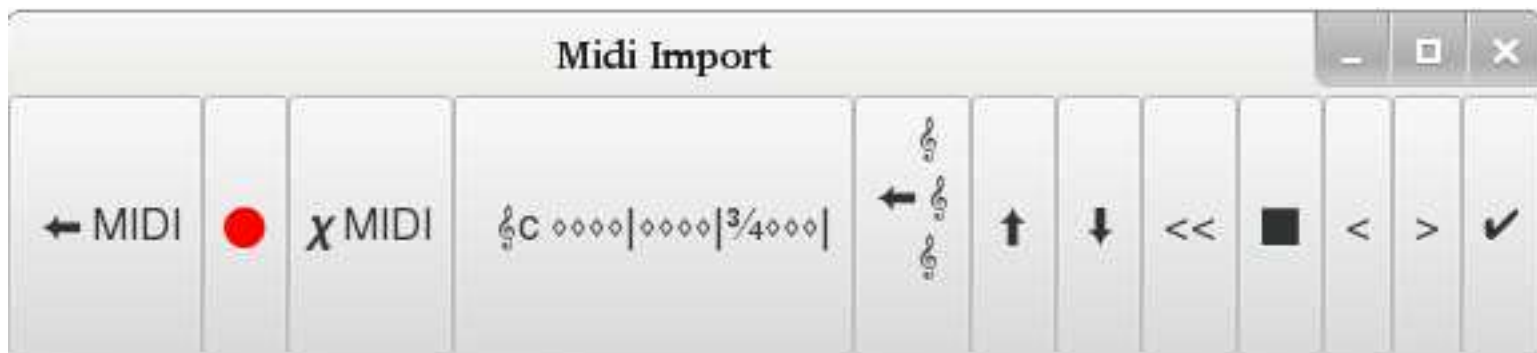 Midi Import
← MIDI
● χ MIDI
𝄞C ⋄⋄⋄⋄|⋄⋄⋄⋄|¾⋄⋄⋄|
𝄞
← 𝄞
𝄞
⬆ ⬇ << ■ < > ✔